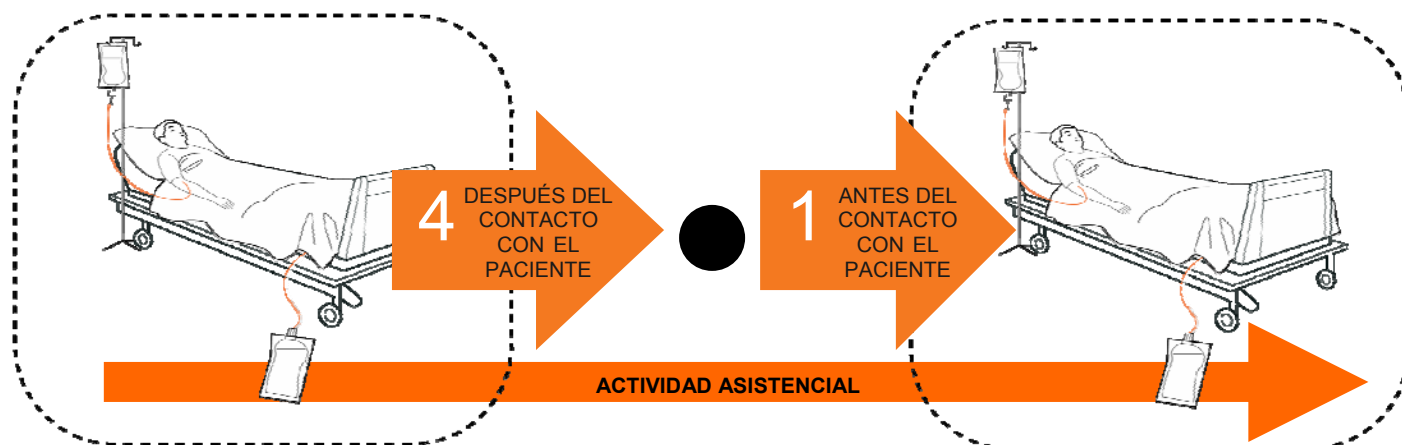 4
DESPUÉS DEL
CONTACTO
CON EL
PACIENTE
1
ANTES DEL
CONTACTO
CON EL
PACIENTE
ACTIVIDAD ASISTENCIAL